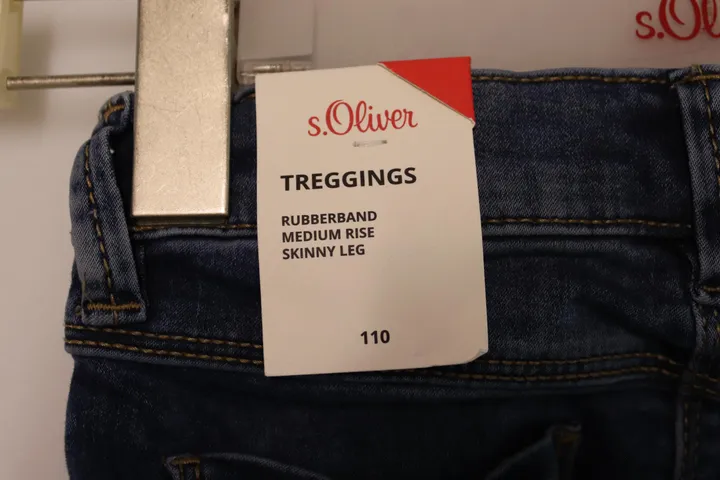 s.Oliver
TREGGINGS
RUBBERBAND
MEDIUM RISE
SKINNY LEG
110